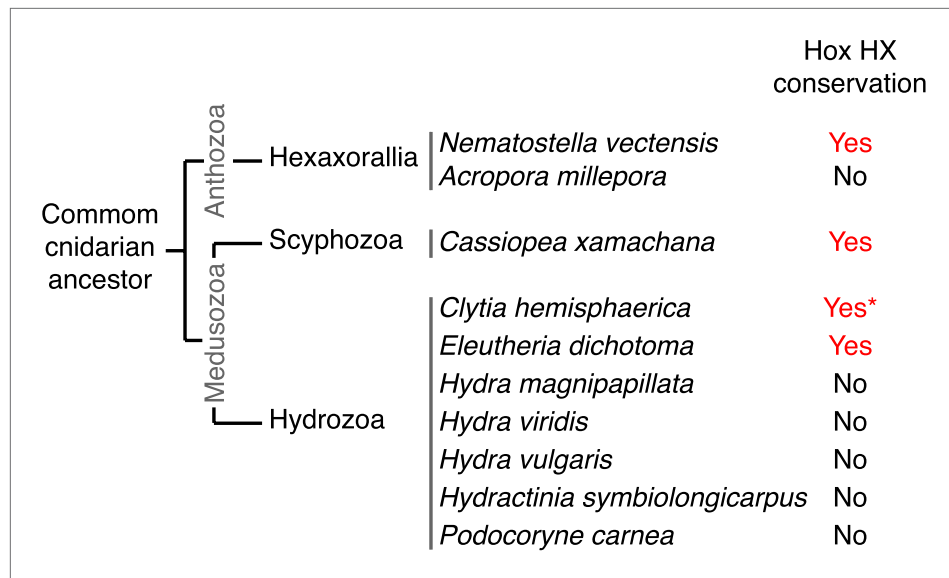 Hox HX
conservation
Commom
cnidarian
ancestor
Anthozoa
Medusozoa
Hexaxorallia
Nematostella vectensis Yes
Acropora millepora No
Scyphozoa
Cassiopea xamachana Yes
Hydrozoa
Clytia hemisphaerica Yes*
Eleutheria dichotoma Yes
Hydra magnipapillata No
Hydra viridis No
Hydra vulgaris No
Hydractinia symbiolongicarpus No
Podocoryne carnea No